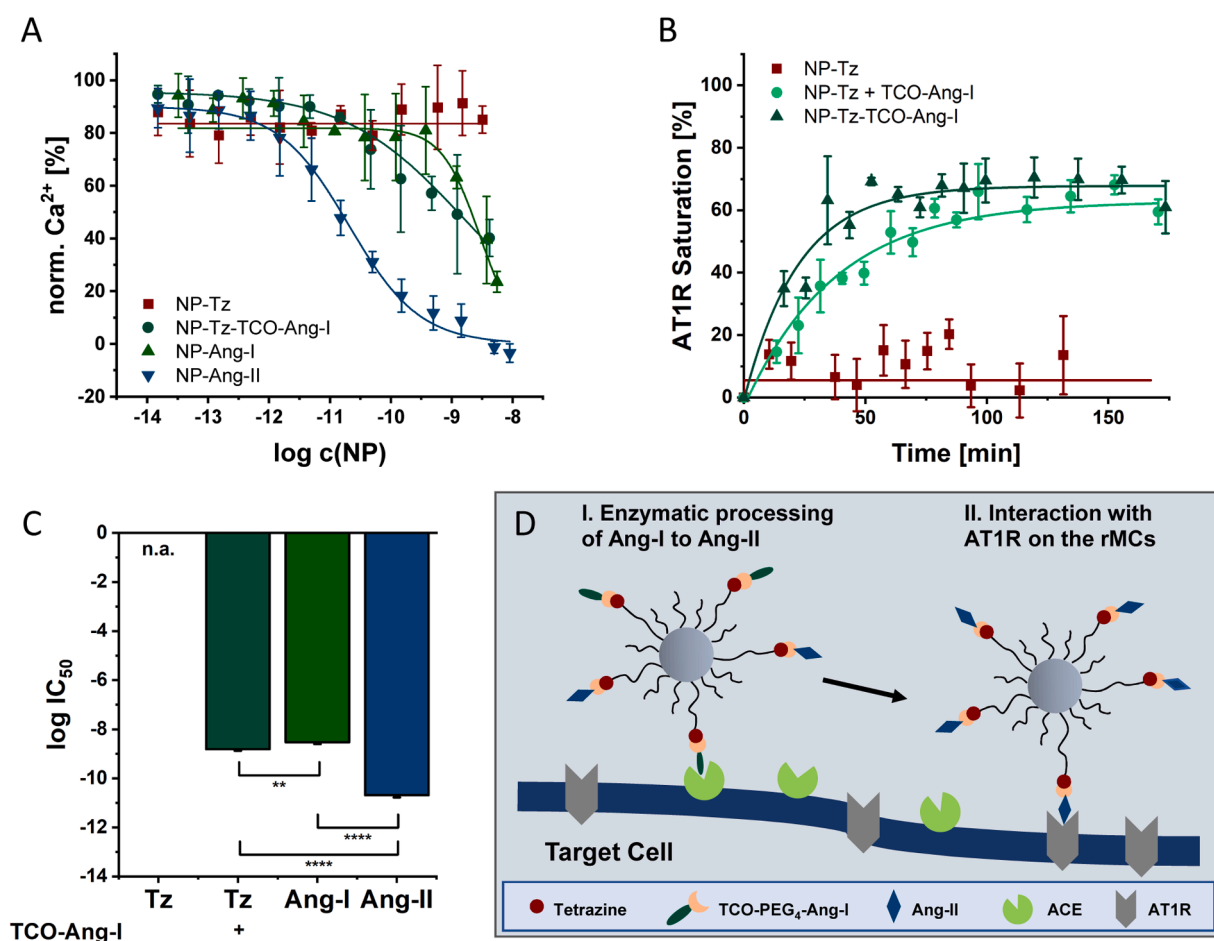 A
norm. Ca²⁺ [%]
100
80
60
40
20
0
-20
NP-Tz
NP-Tz-TCO-Ang-I
NP-Ang-I
NP-Ang-II
-14
-13
-12
-11
-10
-9
-8
log c(NP)
B
AT1R Saturation [%]
100
80
60
40
20
0
NP-Tz
NP-Tz + TCO-Ang-I
NP-Tz-TCO-Ang-I
0
50
100
150
Time [min]
C
log IC₅₀
0
-2
-4
-6
-8
-10
-12
-14
n.a.
**
****
****
Tz
Tz
Ang-I
Ang-II
TCO-Ang-I
+
D
I. Enzymatic processing
of Ang-I to Ang-II
II. Interaction with
AT1R on the rMCs
Target Cell
Tetrazine
TCO-PEG₄-Ang-I
Ang-II
ACE
AT1R